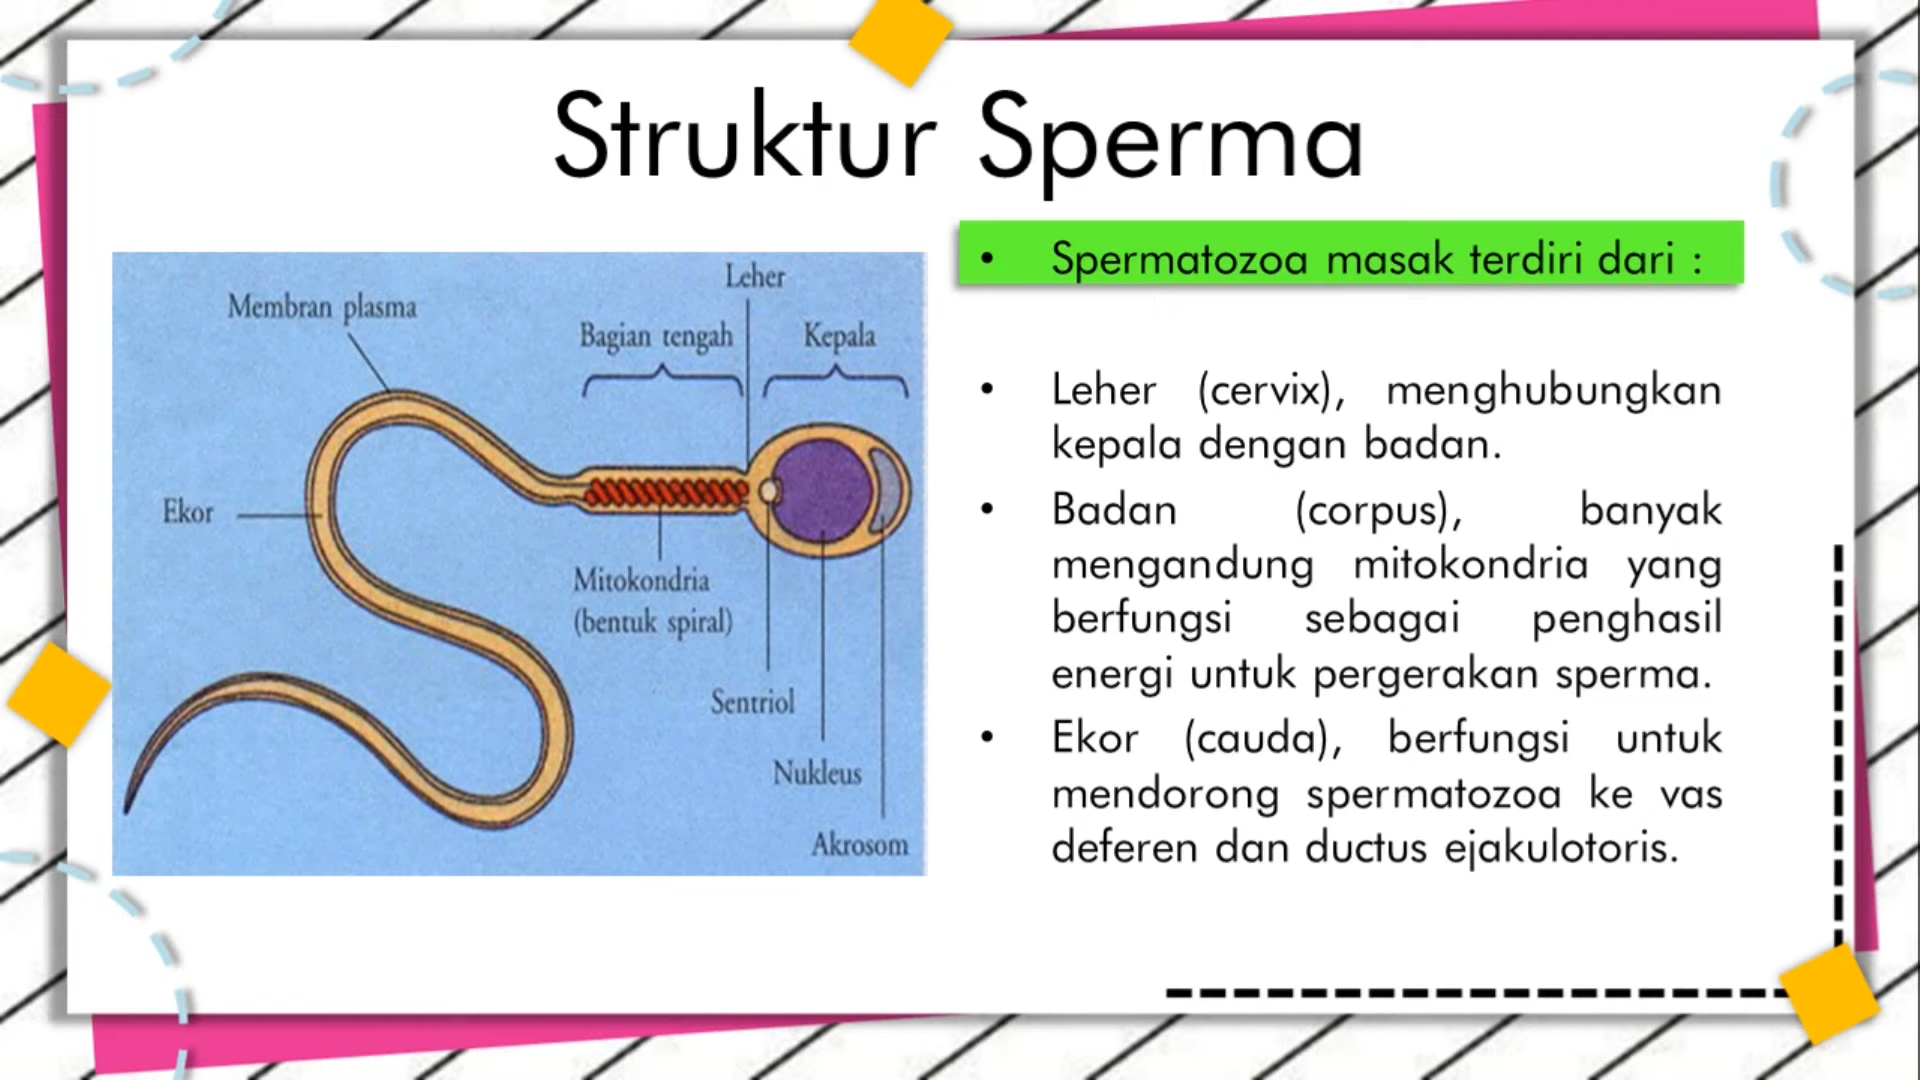 Struktur Sperma
Leher
Membran plasma
Bagian tengah
Kepala
Ekor
Mitokondria
(bentuk spiral)
Sentriol
Nukleus
Akrosom
• Spermatozoa masak terdiri dari :
• Leher (cervix), menghubungkan
kepala dengan badan.
• Badan (corpus), banyak
mengandung mitokondria yang
berfungsi sebagai penghasil
energi untuk pergerakan sperma.
• Ekor (cauda), berfungsi untuk
mendorong spermatozoa ke vas
deferen dan ductus ejakulotoris.